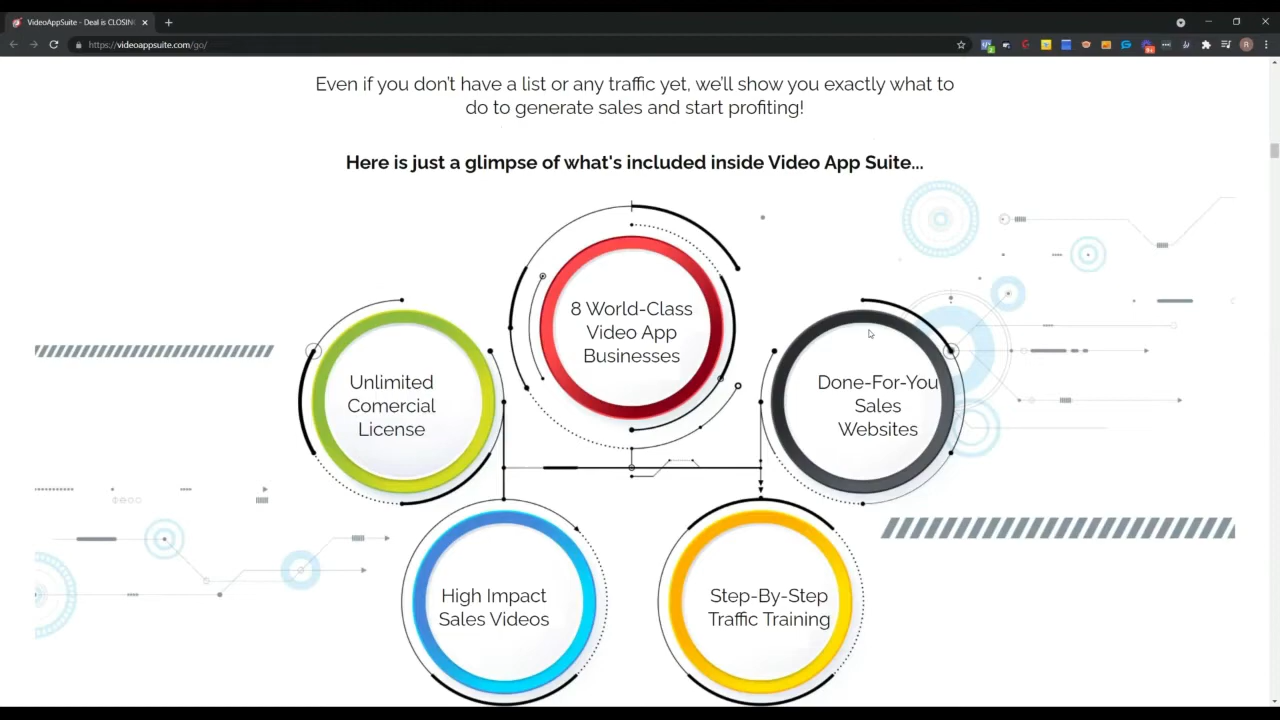 VideoAppSuite - Deal is CLOSIN
https://videoappsuite.com/go/
Even if you don't have a list or any traffic yet, we'll show you exactly what to
do to generate sales and start profiting!
Here is just a glimpse of what's included inside Video App Suite...
8 World-Class
Video App
Businesses
Unlimited
Comercial
License
Done-For-You
Sales
Websites
High Impact
Sales Videos
Step-By-Step
Traffic Training